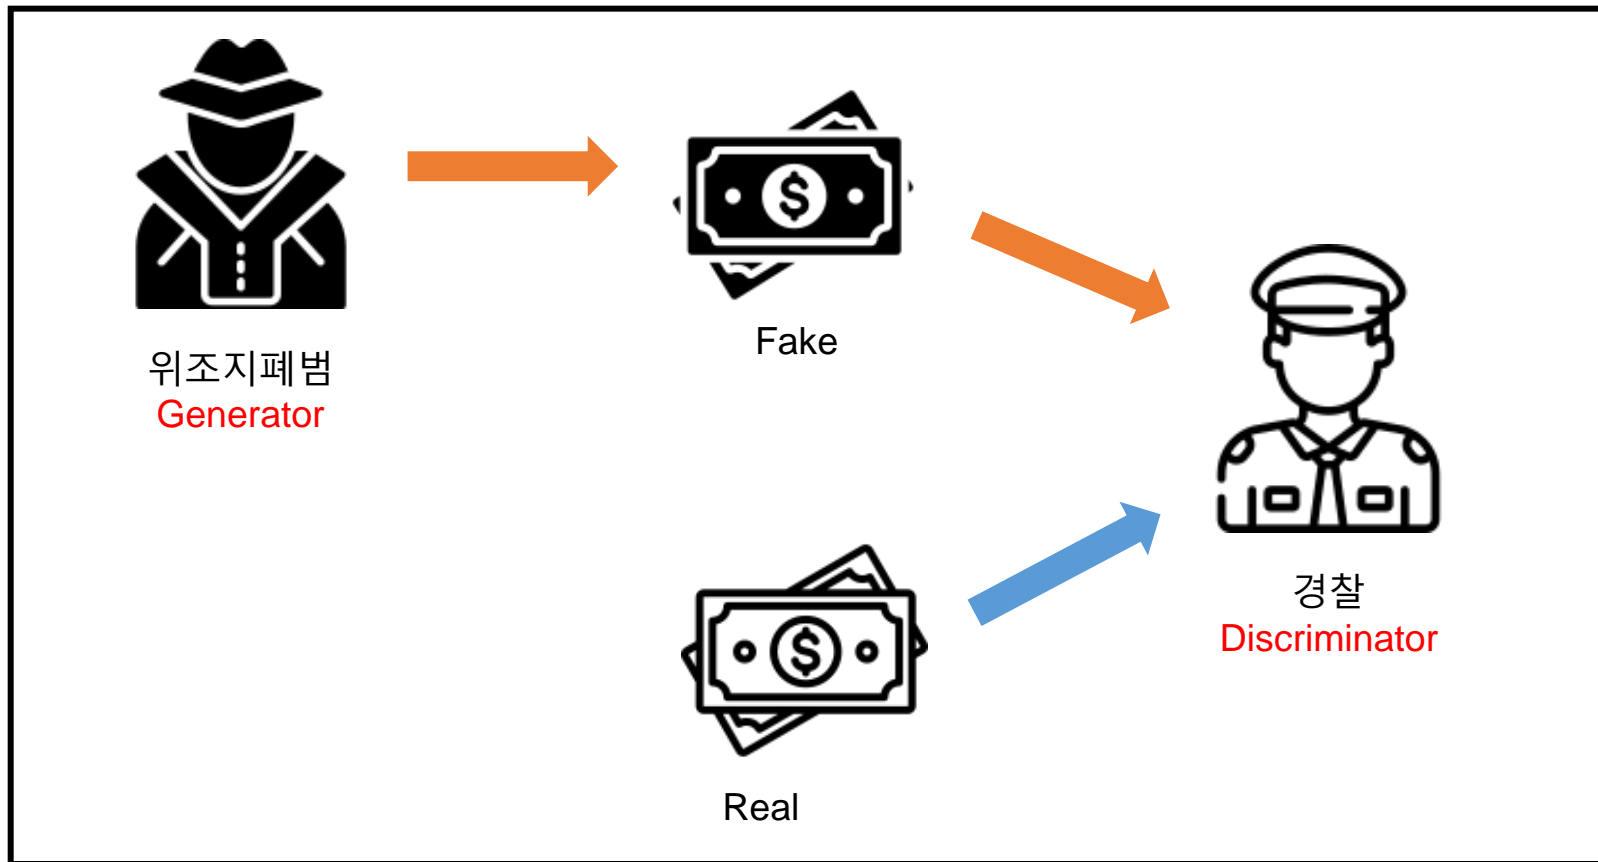 위조지폐범
Generator
Fake
$
경찰
Discriminator
$
Real